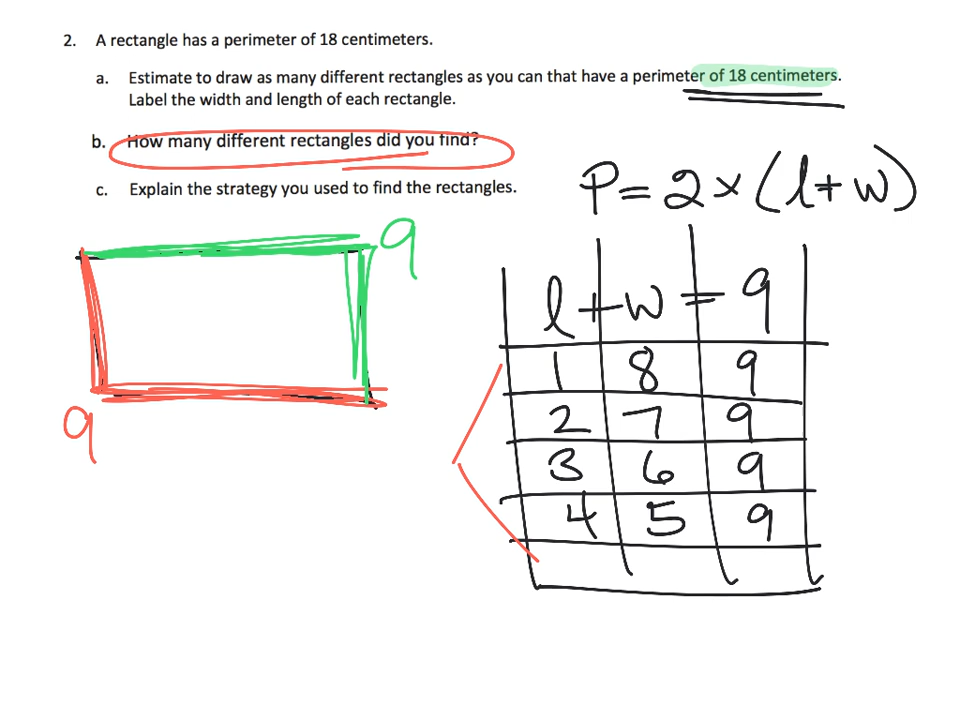 2. A rectangle has a perimeter of 18 centimeters.
a. Estimate to draw as many different rectangles as you can that have a perimeter of 18 centimeters.
Label the width and length of each rectangle.
b. How many different rectangles did you find?
c. Explain the strategy you used to find the rectangles.
P=2×(l+w)
9
l+w=9
1 8 9
2 7 9
9
3 6 9
4 5 9